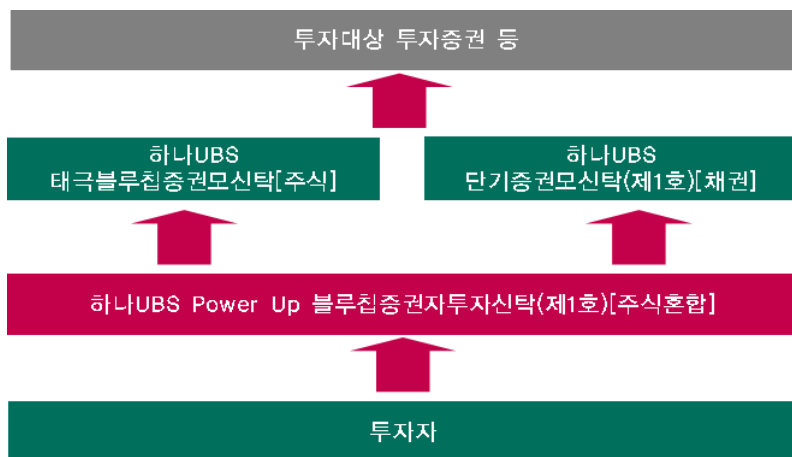 투자대상 투자증권 등
하나UBS
태극블루칩증권모신탁[주식]
하나UBS
단기증권모신탁(제1호)[채권]
하나UBS Power Up 블루칩증권자투자신탁(제1호)[주식혼합]
투자자